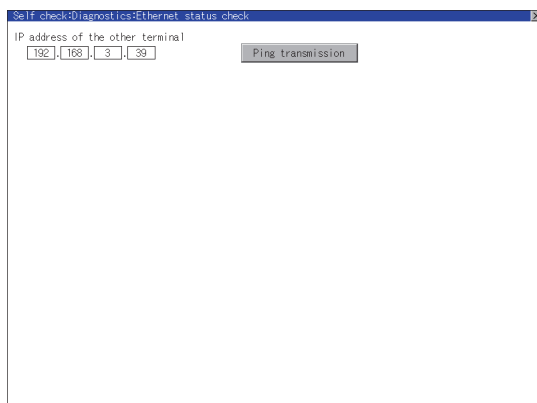 Self check:Diagnostics:Ethernet status check
IP address of the other terminal
192 . 168 . 3 . 39 Ping transmission